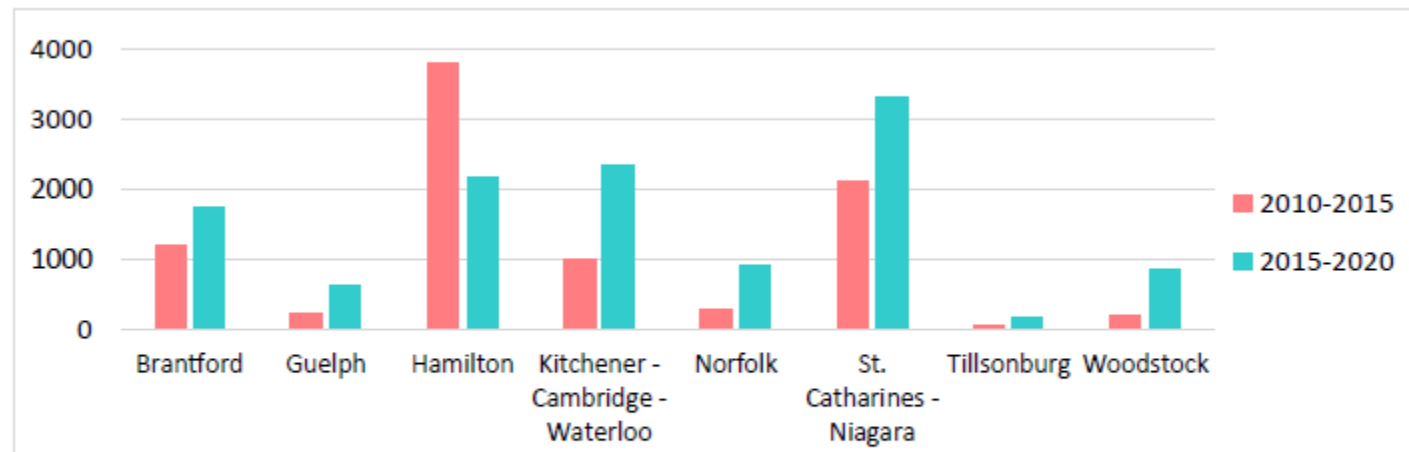 4000
3000
2000
1000
0
Brantford
Guelph
Hamilton
Kitchener -
Cambridge -
Waterloo
Norfolk
St.
Catharines -
Niagara
Tillsonburg
Woodstock
2010-2015
2015-2020